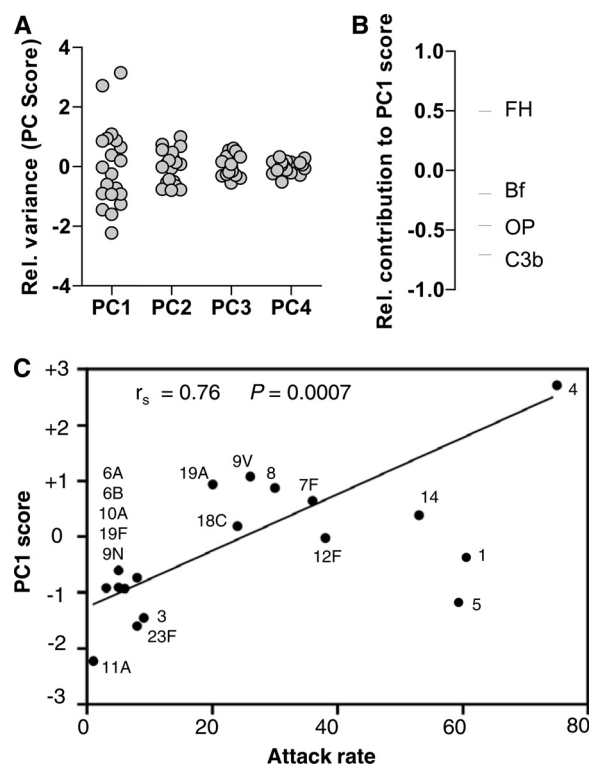 A
Rel. variance (PC Score)
4
2
0
-2
-4
PC1 PC2 PC3 PC4
B
Rel. contribution to PC1 score
1.0
0.5
0.0
-0.5
-1.0
FH
Bf
OP
C3b
C
PC1 score
+3
+2
+1
0
-1
-2
-3
rs = 0.76 P = 0.0007
4
9V
19A
8
7F
6A
6B
10A
19F
9N
18C
14
12F
1
5
3
23F
11A
0 20 40 60 80
Attack rate